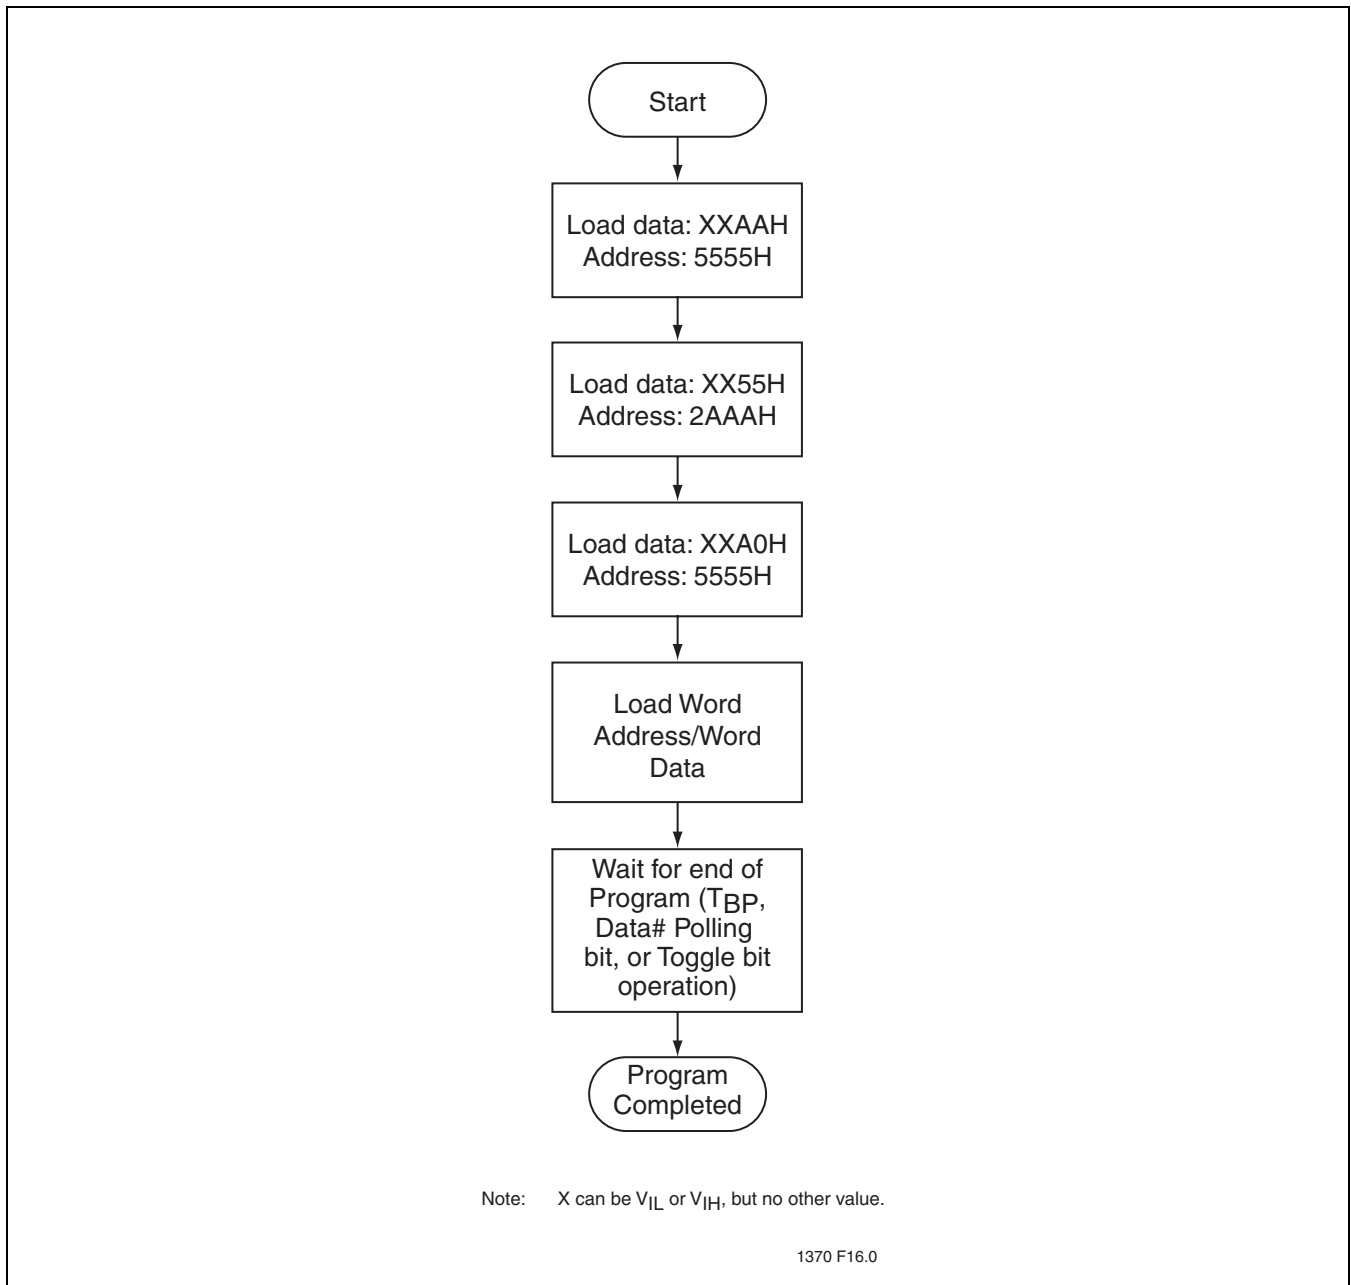 Start
Load data: XXAAH
Address: 5555H
Load data: XX55H
Address: 2AAAH
Load data: XXA0H
Address: 5555H
Load Word
Address/Word
Data
Wait for end of
Program (TBP,
Data# Polling
bit, or Toggle bit
operation)
Program
Completed
Note: X can be VIL or VIH, but no other value.
1370 F16.0